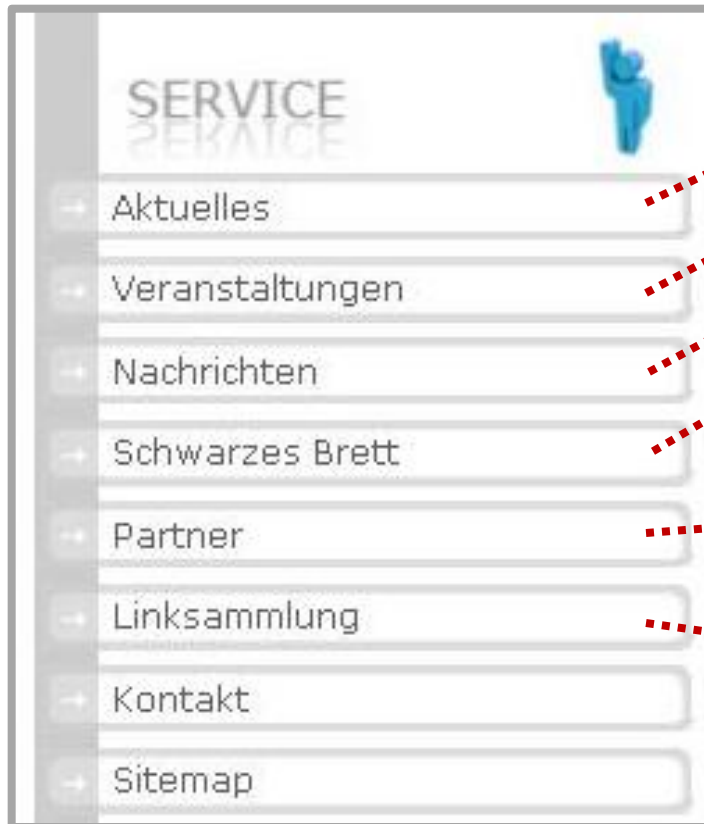 SERVICE
Aktuelles
Veranstaltungen
Nachrichten
Schwarzes Brett
Partner
Linksammlung
Kontakt
Sitemap